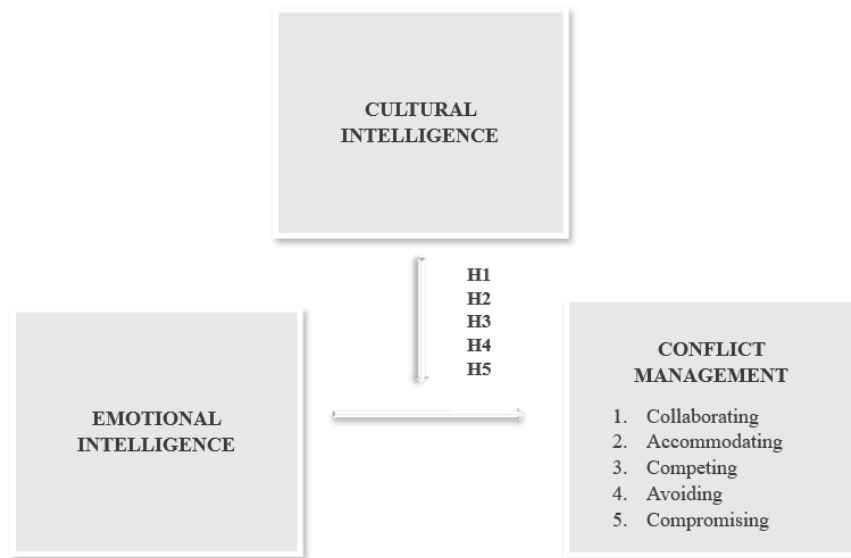 CULTURAL
INTELLIGENCE
H1
H2
H3
H4
H5
EMOTIONAL
INTELLIGENCE
CONFLICT
MANAGEMENT
1. Collaborating
2. Accommodating
3. Competing
4. Avoiding
5. Compromising